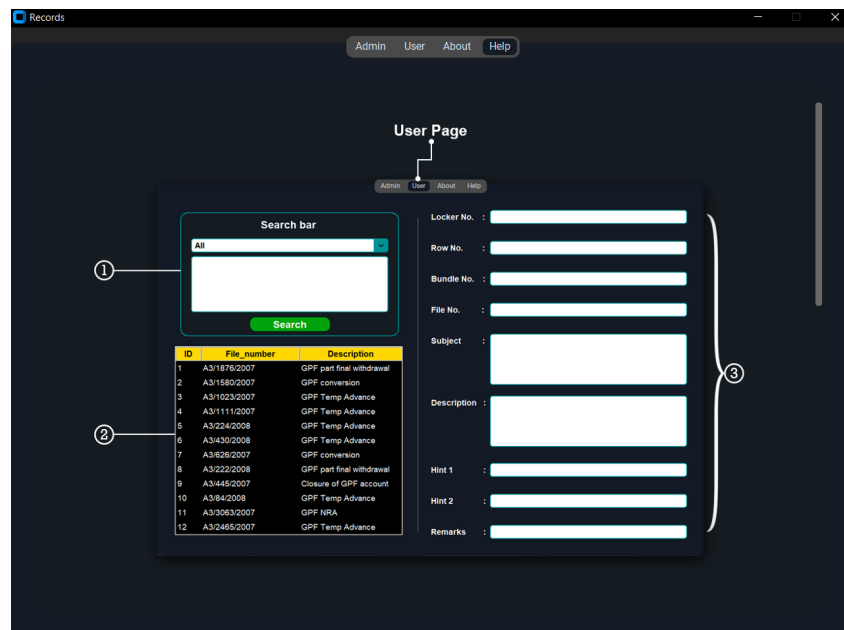 Records
Admin User About Help
User Page
Admin User About Help
Search bar
All
Search
1
ID File_number Description
1 A3/1876/2007 GPF part final withdrawal
2 A3/1580/2007 GPF conversion
3 A3/1023/2007 GPF Temp Advance
4 A3/1111/2007 GPF Temp Advance
5 A3/224/2008 GPF Temp Advance
6 A3/430/2008 GPF Temp Advance
7 A3/626/2007 GPF conversion
8 A3/222/2008 GPF part final withdrawal
9 A3/445/2007 Closure of GPF account
10 A3/84/2008 GPF Temp Advance
11 A3/3063/2007 GPF NRA
12 A3/2465/2007 GPF Temp Advance
2
Locker No. :
Row No. :
Bundle No. :
File No. :
Subject :
Description :
Hint 1 :
Hint 2 :
Remarks :
3